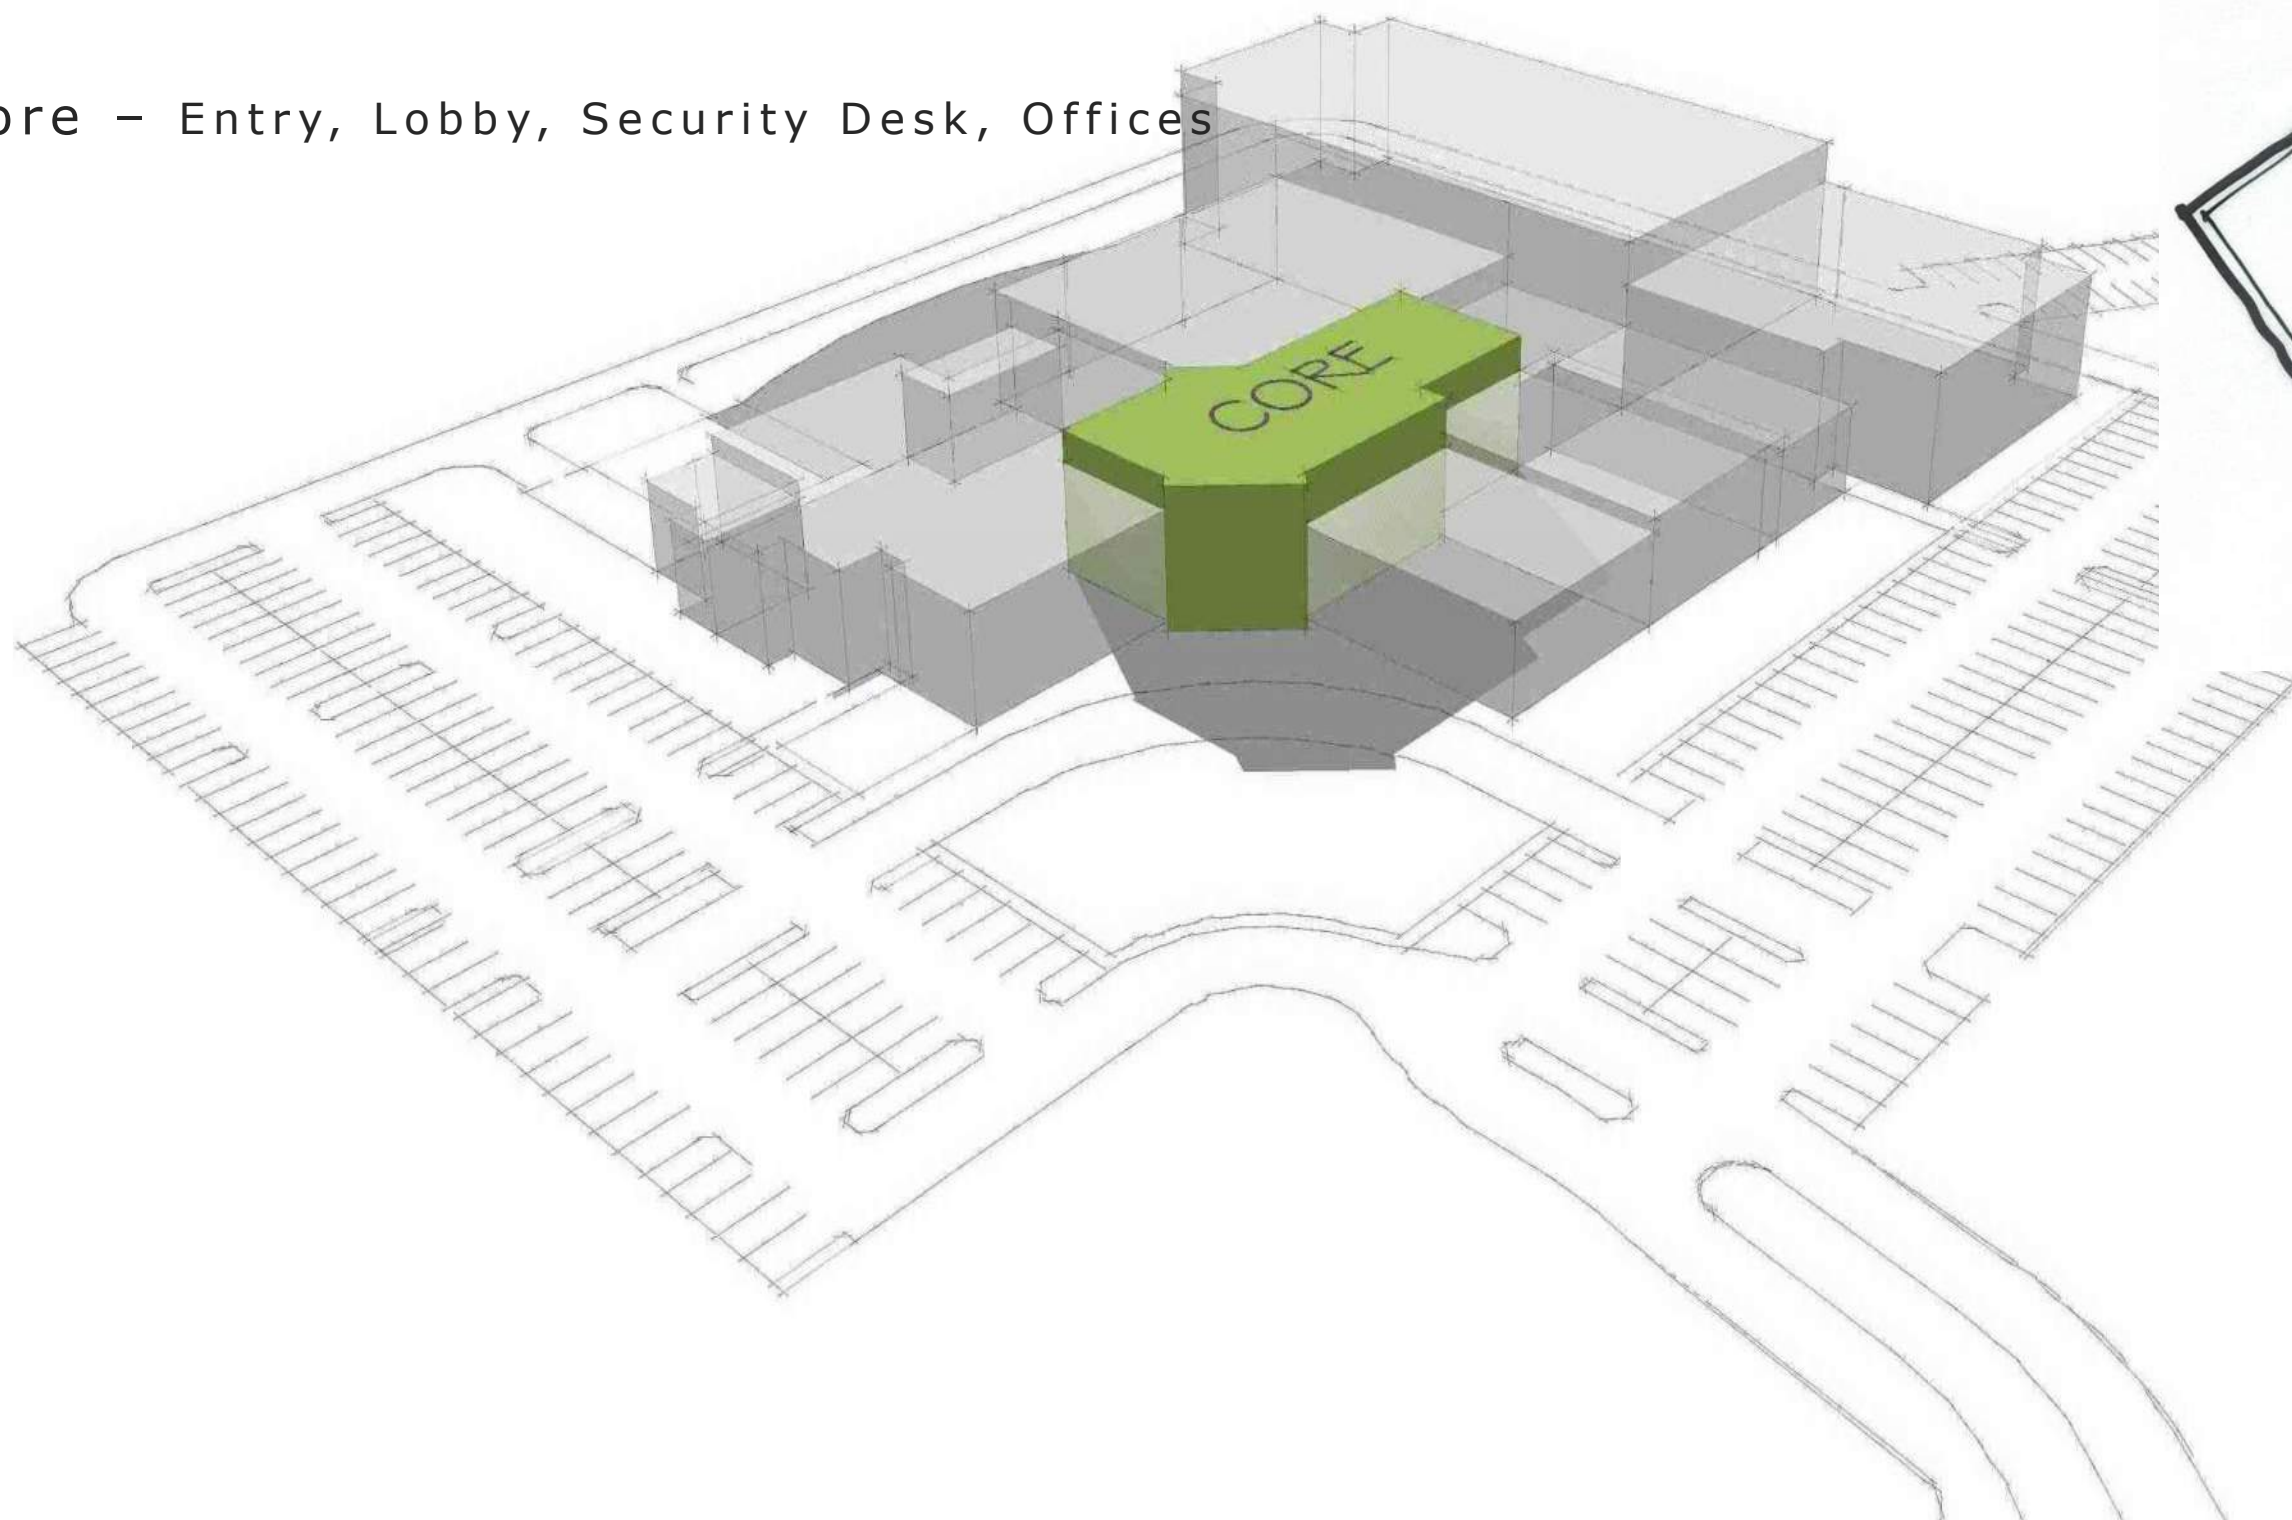 ore – Entry, Lobby, Security Desk, Offices
CORE